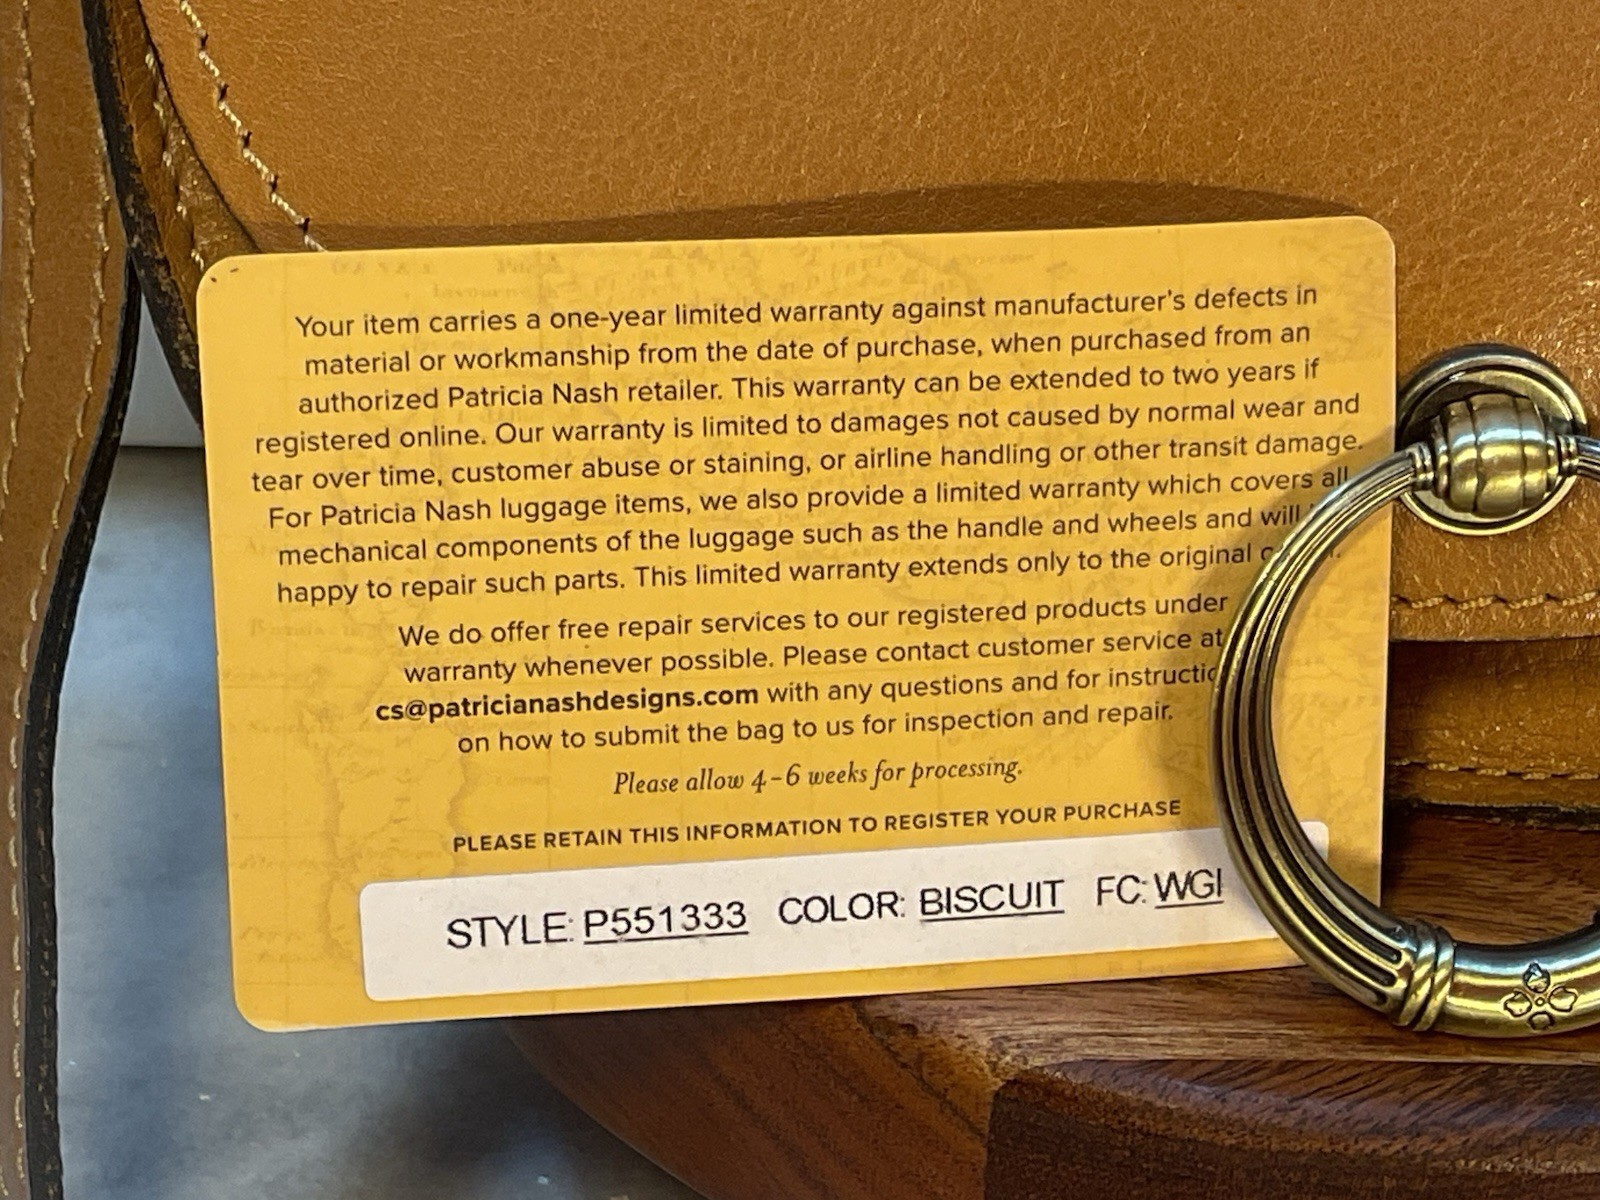 Your item carries a one-year limited warranty against manufacturer's defects in
material or workmanship from the date of purchase, when purchased from an
authorized Patricia Nash retailer. This warranty can be extended to two years if
registered online. Our warranty is limited to damages not caused by normal wear and
tear over time, customer abuse or staining, or airline handling or other transit damage.
For Patricia Nash luggage items, we also provide a limited warranty which covers all
mechanical components of the luggage such as the handle and wheels and will
happy to repair such parts. This limited warranty extends only to the original
We do offer free repair services to our registered products under
warranty whenever possible. Please contact customer service at
cs@patricianashdesigns.com with any questions and for
on how to submit the bag to us for inspection and repair.
Please allow 4–6 weeks for processing.
PLEASE RETAIN THIS INFORMATION TO REGISTER YOUR PURCHASE
STYLE: P551333 COLOR: BISCUIT FC: WGI